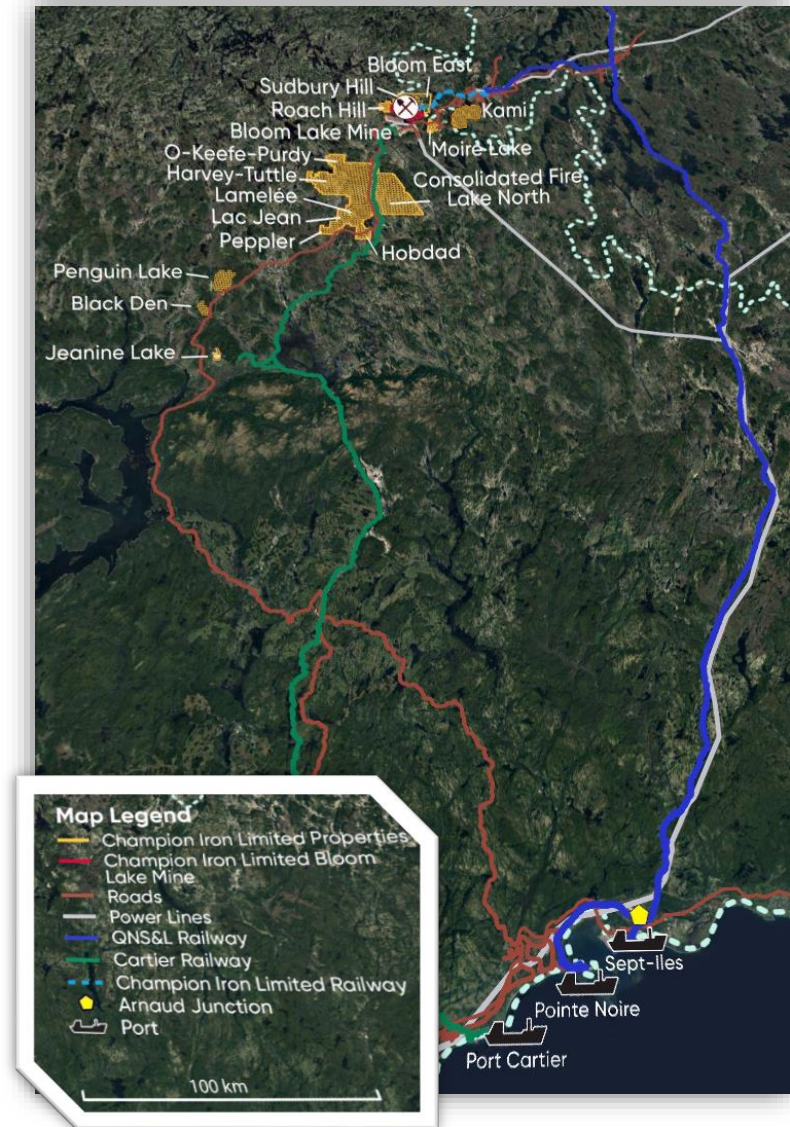 Bloom East
Sudbury Hill
Roach Hill
Kami
Bloom Lake Mine
Moire Lake
O-Keefe-Purdy
Harvey-Tuttle
Consolidated Fire
Lake North
Lamelée
Lac Jean
Peppler
Hobdad
Penguin Lake
Black Den
Jeanine Lake
Map Legend
Champion Iron Limited Properties
Champion Iron Limited Bloom
Lake Mine
Roads
Power Lines
QNS&L Railway
Cartier Railway
Champion Iron Limited Railway
Arnaud Junction
Port
100 km
Sept-Iles
Pointe Noire
Port Cartier